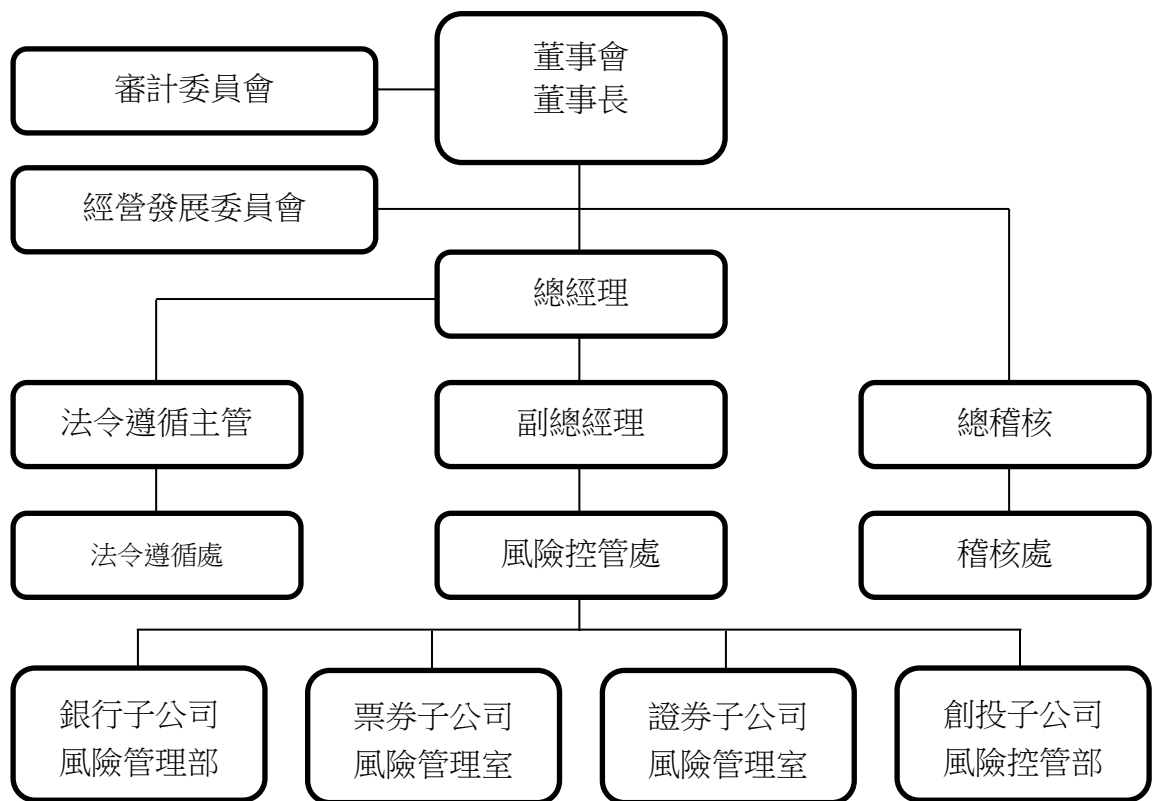 董事會
董事長
審計委員會
經營發展委員會
總經理
法令遵循主管
副總經理
總稽核
法令遵循處
風險控管處
稽核處
銀行子公司
風險管理部
票券子公司
風險管理室
證券子公司
風險管理室
創投子公司
風險控管部